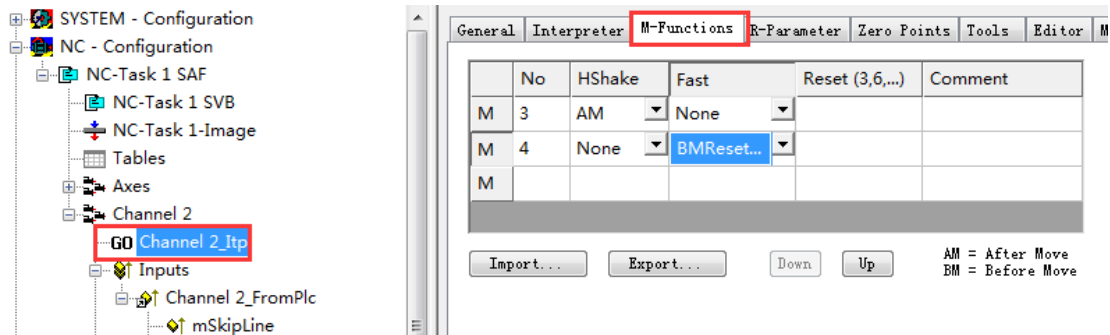 SYSTEM - Configuration
NC - Configuration
NC-Task 1 SAF
NC-Task 1 SVB
NC-Task 1-Image
Tables
Axes
Channel 2
GO Channel 2_Itp
Inputs
Channel 2_FromPlc
mSkipLine
General Interpreter M-Functions R-Parameter Zero Points Tools Editor M
No HShake Fast Reset (3,6,...) Comment
M 3 AM None
M 4 None BMReset...
M
Import... Export... Down Up
AM = After Move
BM = Before Move